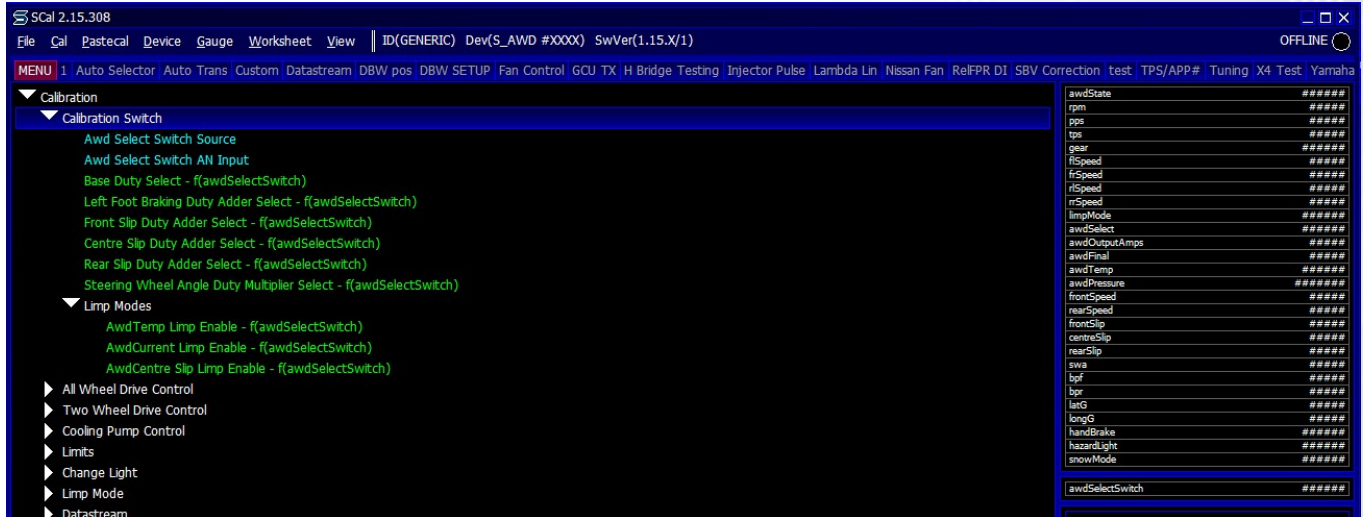 SCal 2.15.308
File Cal Pastecal Device Gauge Worksheet View ID(GENERIC) Dev(S_AWD #XXXX) SwVer(1.15.X/1) OFFLINE
MENU 1 Auto Selector Auto Trans Custom Datastream DBW pos DBW SETUP Fan Control GCU TX H Bridge Testing Injector Pulse Lambda Lin Nissan Fan RelFPR DI SBV Correction test TPS/APP# Tuning X4 Test Yamaha
Calibration
Calibration Switch
Awd Select Switch Source
Awd Select Switch AN Input
Base Duty Select - f(awdSelectSwitch)
Left Foot Braking Duty Adder Select - f(awdSelectSwitch)
Front Slip Duty Adder Select - f(awdSelectSwitch)
Centre Slip Duty Adder Select - f(awdSelectSwitch)
Rear Slip Duty Adder Select - f(awdSelectSwitch)
Steering Wheel Angle Duty Multiplier Select - f(awdSelectSwitch)
Limp Modes
AwdTemp Limp Enable - f(awdSelectSwitch)
AwdCurrent Limp Enable - f(awdSelectSwitch)
AwdCentre Slip Limp Enable - f(awdSelectSwitch)
All Wheel Drive Control
Two Wheel Drive Control
Cooling Pump Control
Limits
Change Light
Limp Mode
Datastream
awdState ######
rpm #####
pps #####
tps #####
gear #####
flSpeed #####
frSpeed #####
rlSpeed #####
rrSpeed #####
limpMode ######
awdSelect ######
awdOutputAmps #####
awdFinal #####
awdTemp ######
awdPressure #######
frontSpeed #####
rearSpeed #####
frontSlip #####
centreSlip #####
rearSlip #####
swa #####
bpf #####
bpr #####
latG #####
longG #####
handBrake ######
hazardLight ######
snowMode ######
awdSelectSwitch ######